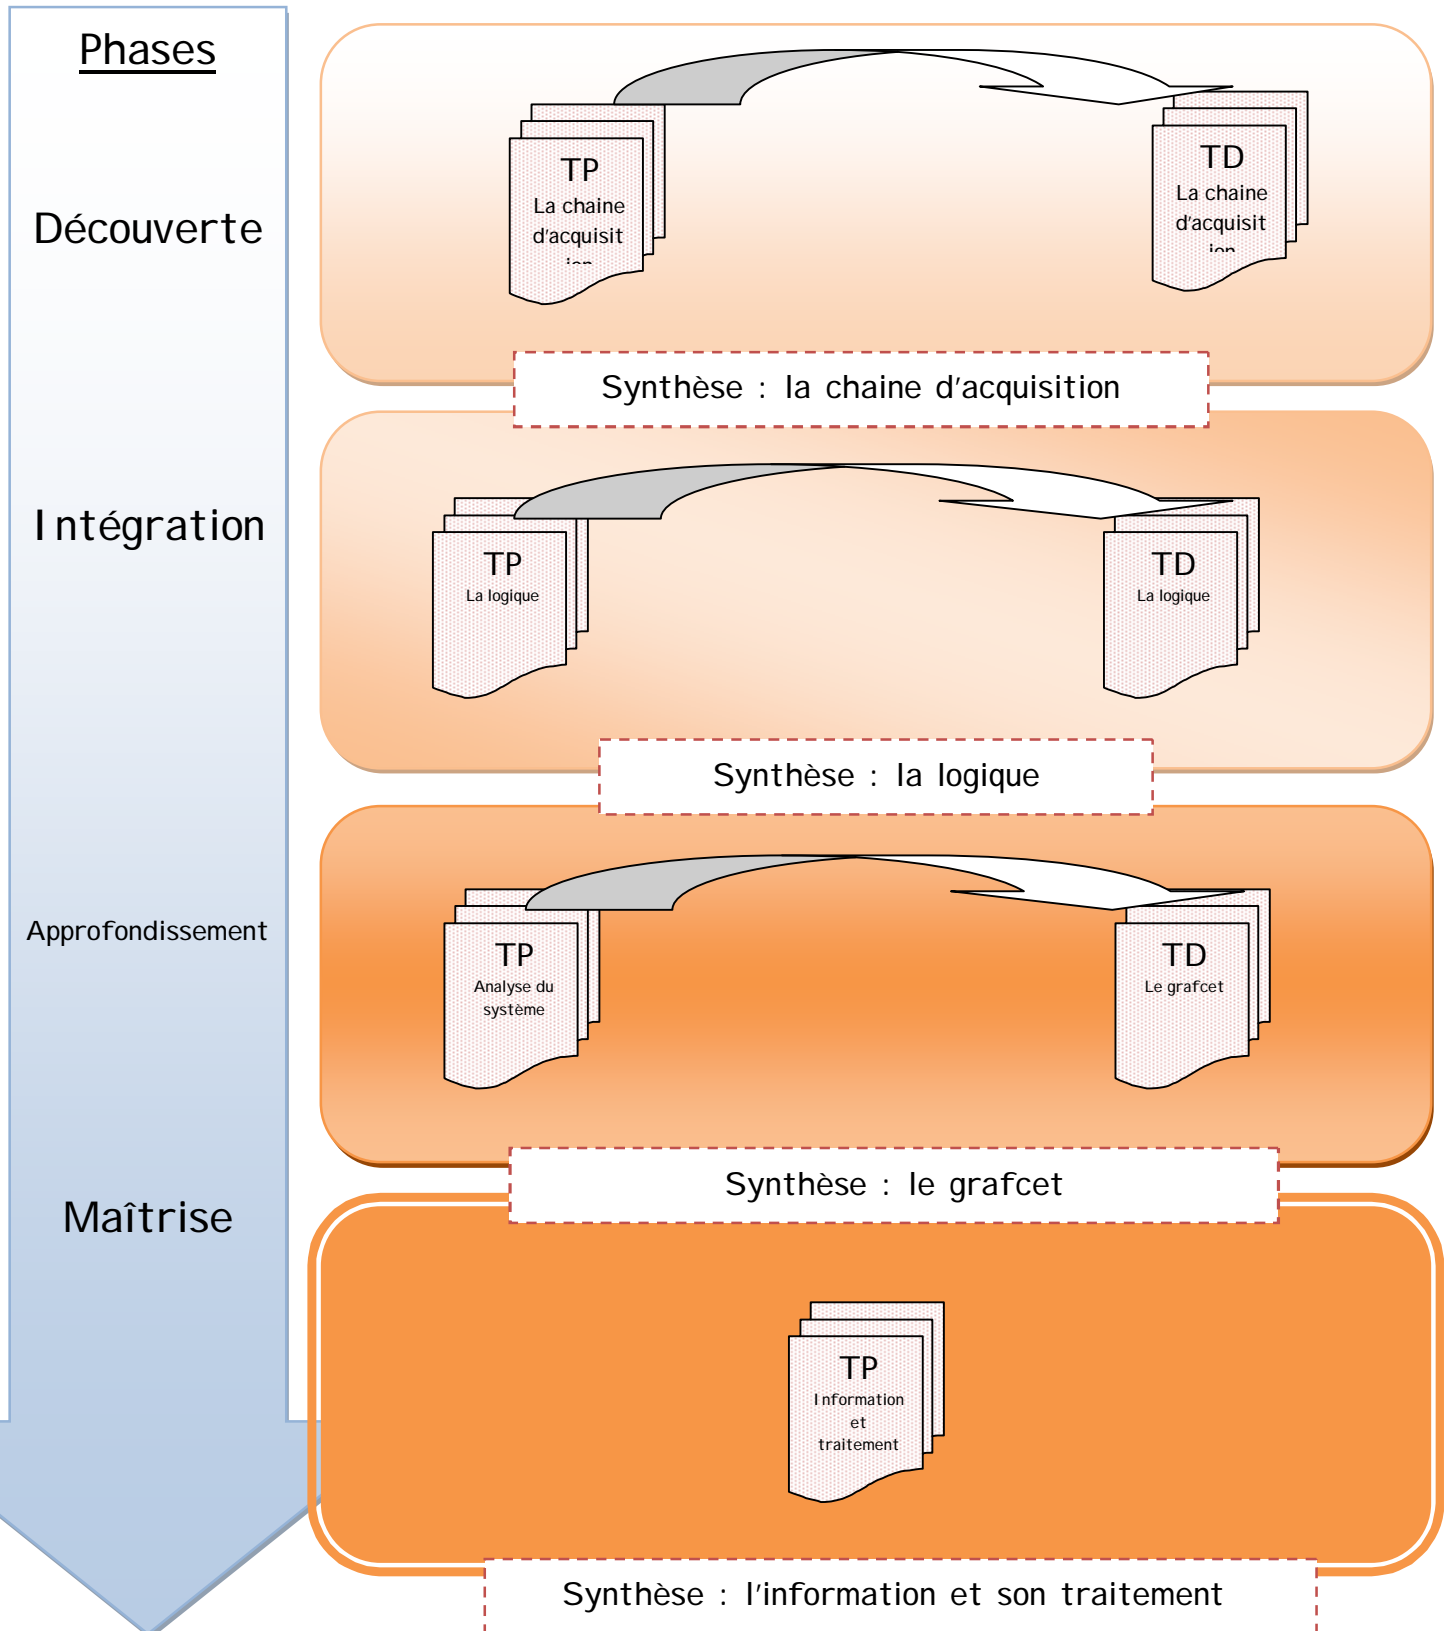 Phases
Découverte
TP
La chaine
d'acquisit
ion
TD
La chaine
d'acquisit
ion
Synthèse : la chaine d'acquisition
Intégration
TP
La logique
TD
La logique
Synthèse : la logique
Approfondissement
TP
Analyse du
système
TD
Le grafcet
Synthèse : le grafcet
Maîtrise
TP
Information
et
traitement
Synthèse : l'information et son traitement